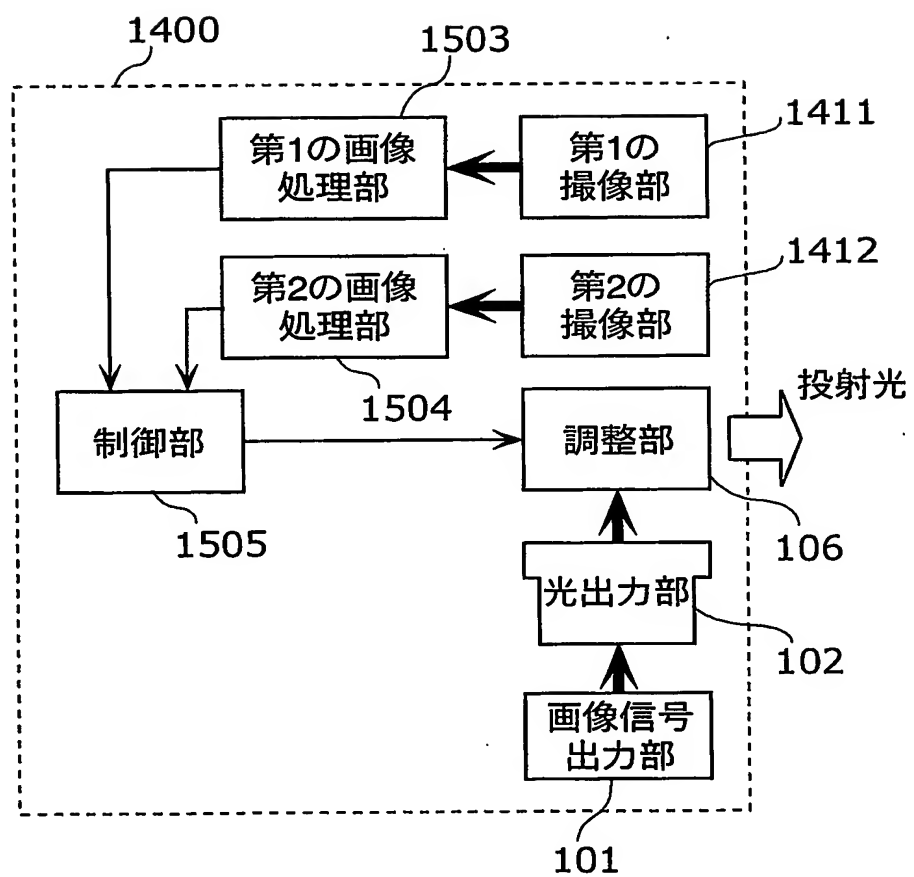 1400
1503
1411
第1の画像
処理部
第1の
撮像部
1412
第2の画像
処理部
第2の
撮像部
1504
投射光
制御部
調整部
1505
106
光出力部
102
画像信号
出力部
101